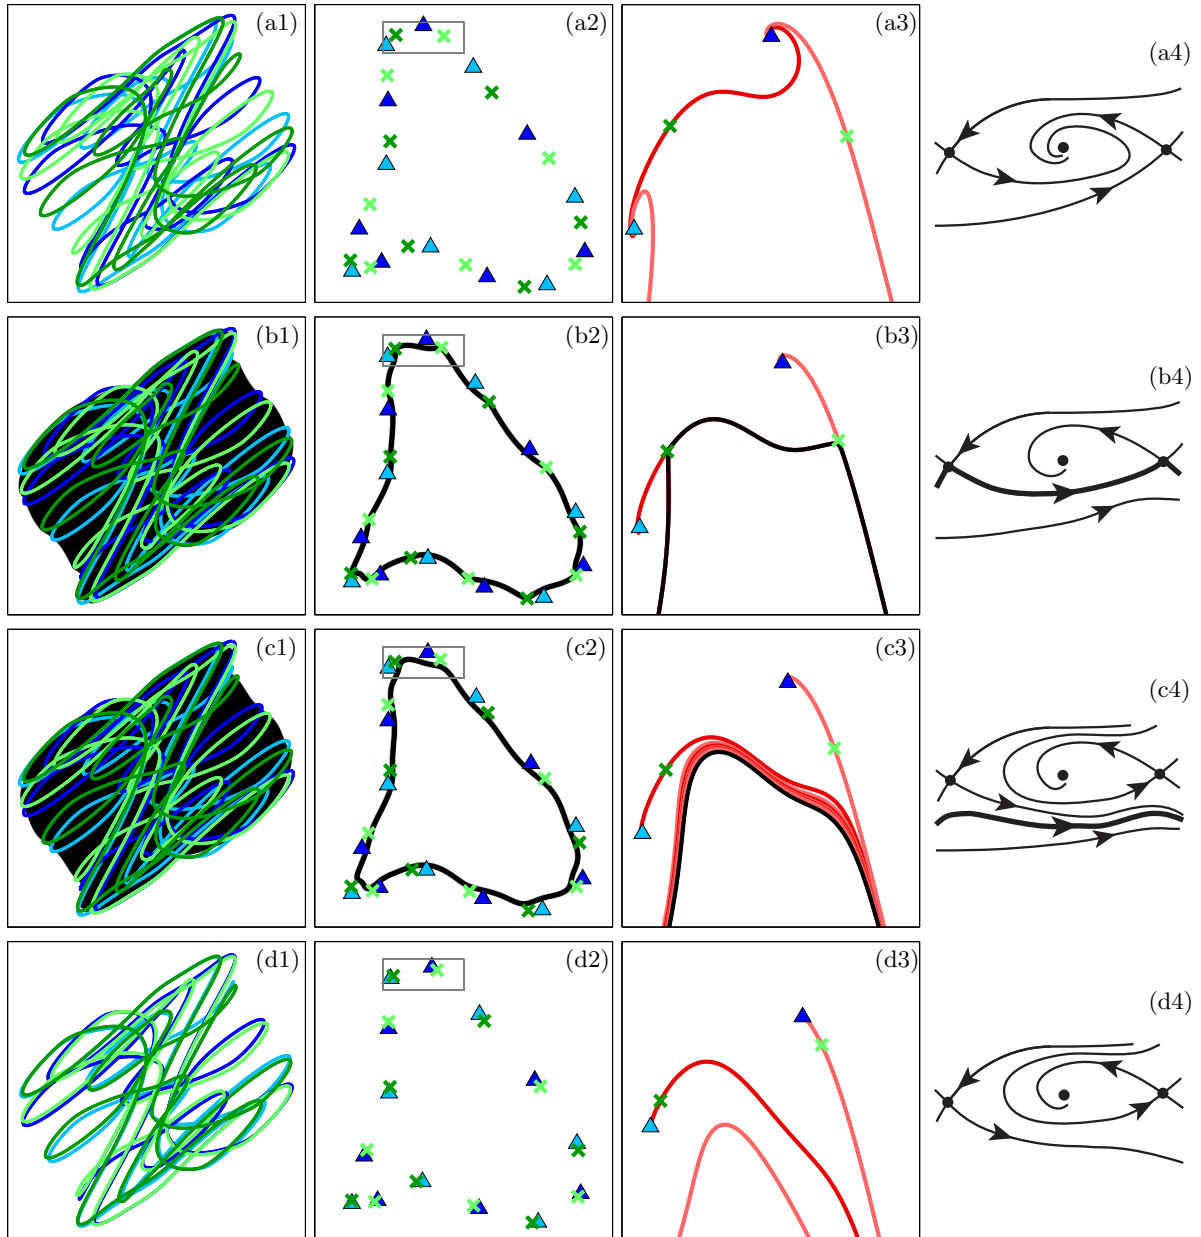 (a1) (a2) (a3) (a4)
(b1) (b2) (b3) (b4)
(c1) (c2) (c3) (c4)
(d1) (d2) (d3) (d4)